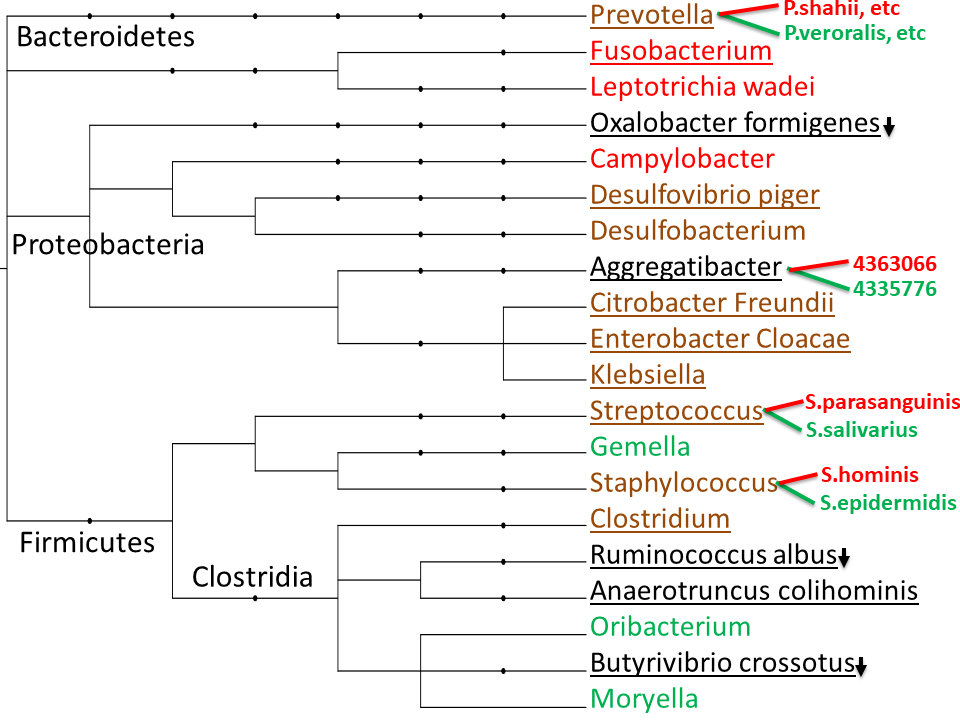 Prevotella
P.shahii, etc
P.veroralis, etc
Bacteroidetes
Fusobacterium
Leptotrichia wadei
Oxalobacter formigenes
Campylobacter
Desulfovibrio piger
Desulfobacterium
Proteobacteria
Aggregatibacter
4363066
4335776
Citrobacter Freundii
Enterobacter Cloacae
Klebsiella
Streptococcus
S.parasanguinis
S.salivarius
Gemella
Staphylococcus
S.hominis
S.epidermidis
Clostridium
Firmicutes
Ruminococcus albus
Clostridia
Anaerotruncus colihominis
Oribacterium
Butyrivibrio crossotus
Moryella